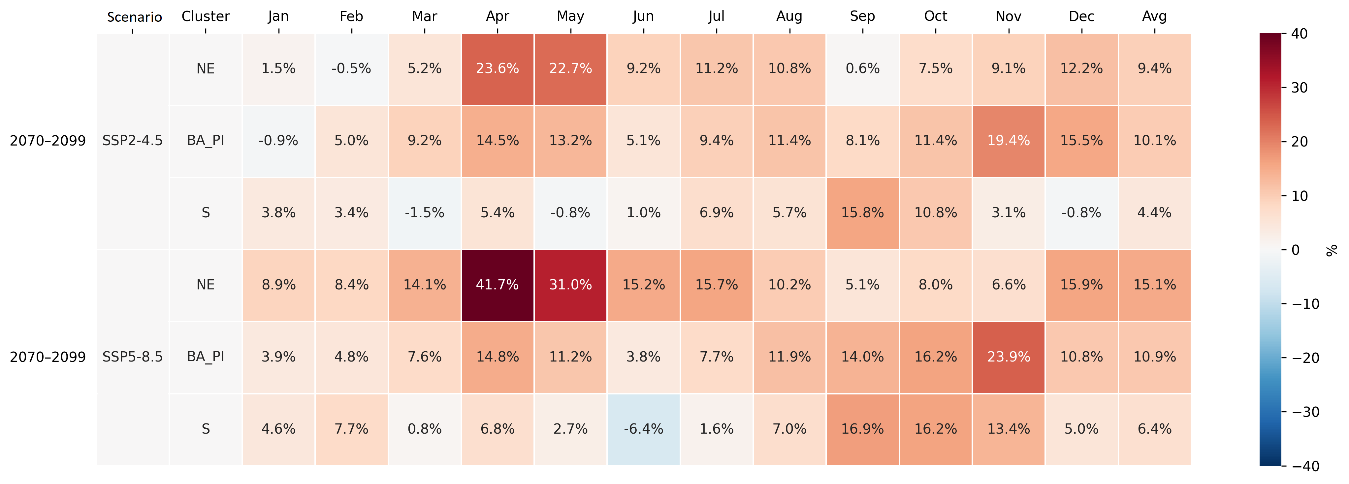 Scenario Cluster Jan Feb Mar Apr May Jun Jul Aug Sep Oct Nov Dec Avg
NE 1.5% -0.5% 5.2% 23.6% 22.7% 9.2% 11.2% 10.8% 0.6% 7.5% 9.1% 12.2% 9.4%
2070–2099 SSP2-4.5 BA_PI -0.9% 5.0% 9.2% 14.5% 13.2% 5.1% 9.4% 11.4% 8.1% 11.4% 19.4% 15.5% 10.1%
S 3.8% 3.4% -1.5% 5.4% -0.8% 1.0% 6.9% 5.7% 15.8% 10.8% 3.1% -0.8% 4.4%
NE 8.9% 8.4% 14.1% 41.7% 31.0% 15.2% 15.7% 10.2% 5.1% 8.0% 6.6% 15.9% 15.1%
2070–2099 SSP5-8.5 BA_PI 3.9% 4.8% 7.6% 14.8% 11.2% 3.8% 7.7% 11.9% 14.0% 16.2% 23.9% 10.8% 10.9%
S 4.6% 7.7% 0.8% 6.8% 2.7% -6.4% 1.6% 7.0% 16.9% 16.2% 13.4% 5.0% 6.4%
40
30
20
10
0
−10
−20
−30
−40
%